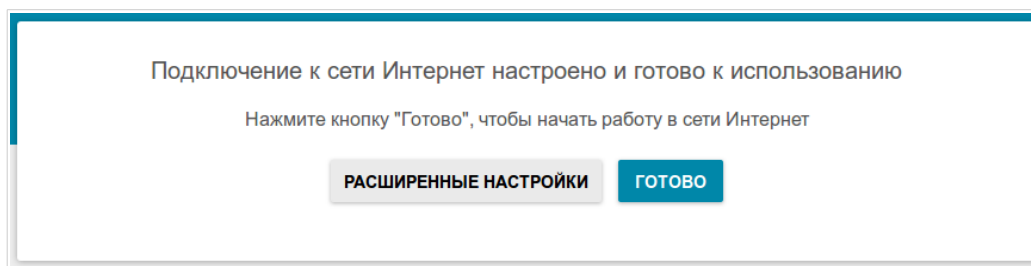 Подключение к сети Интернет настроено и готово к использованию
Нажмите кнопку "Готово", чтобы начать работу в сети Интернет
РАСШИРЕННЫЕ НАСТРОЙКИ ГОТОВО